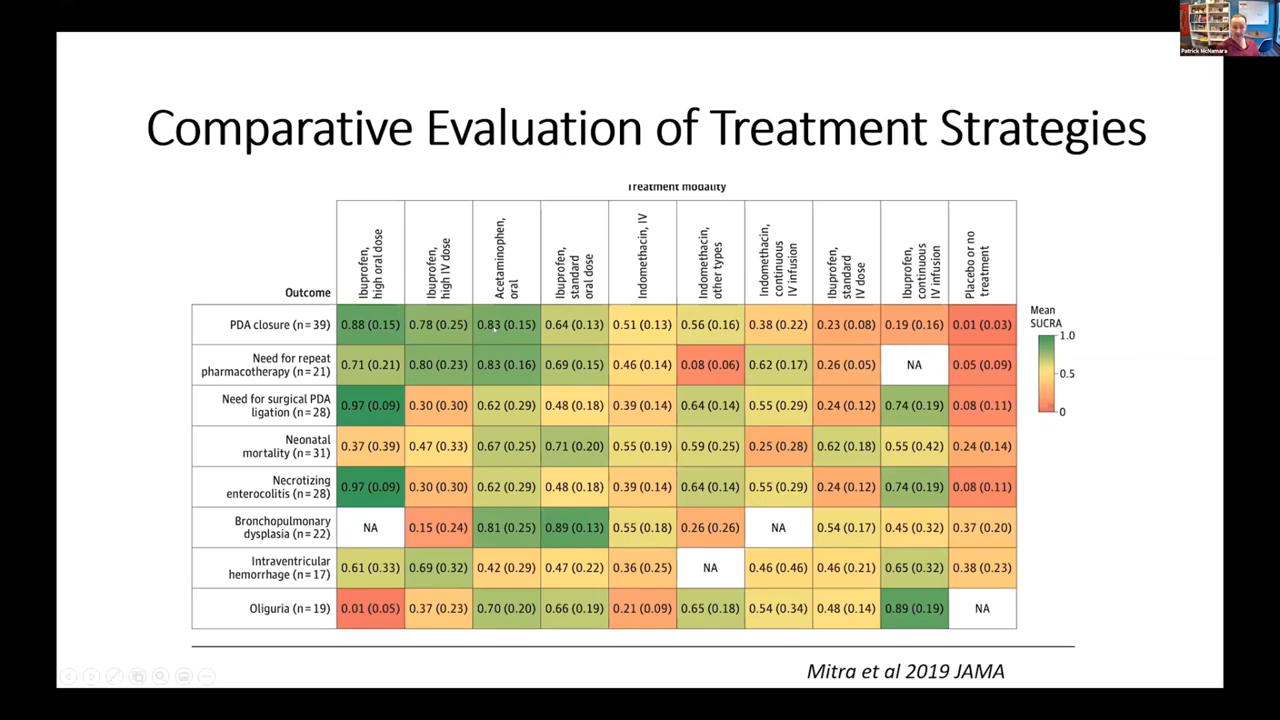 Patrick McNamara
Comparative Evaluation of Treatment Strategies
Treatment modality
Outcome
Ibuprofen,
high oral dose
Ibuprofen,
high IV dose
Acetaminophen,
oral
Ibuprofen,
standard
oral dose
Indomethacin, IV
Indomethacin,
other types
Indomethacin,
continuous
IV infusion
Ibuprofen,
standard
IV dose
Ibuprofen,
continuous
IV infusion
Placebo or no
treatment
PDA closure (n=39) 0.88 (0.15) 0.78 (0.25) 0.83 (0.15) 0.64 (0.13) 0.51 (0.13) 0.56 (0.16) 0.38 (0.22) 0.23 (0.08) 0.19 (0.16) 0.01 (0.03)
Need for repeat
pharmacotherapy (n=21) 0.71 (0.21) 0.80 (0.23) 0.83 (0.16) 0.69 (0.15) 0.46 (0.14) 0.08 (0.06) 0.62 (0.17) 0.26 (0.05) NA 0.05 (0.09)
Need for surgical PDA
ligation (n=28) 0.97 (0.09) 0.30 (0.30) 0.62 (0.29) 0.48 (0.18) 0.39 (0.14) 0.64 (0.14) 0.55 (0.29) 0.24 (0.12) 0.74 (0.19) 0.08 (0.11)
Neonatal
mortality (n=31) 0.37 (0.39) 0.47 (0.33) 0.67 (0.25) 0.71 (0.20) 0.55 (0.19) 0.59 (0.25) 0.25 (0.28) 0.62 (0.18) 0.55 (0.42) 0.24 (0.14)
Necrotizing
enterocolitis (n=28) 0.97 (0.09) 0.30 (0.30) 0.62 (0.29) 0.48 (0.18) 0.39 (0.14) 0.64 (0.14) 0.55 (0.29) 0.24 (0.12) 0.74 (0.19) 0.08 (0.11)
Bronchopulmonary
dysplasia (n=22) NA 0.15 (0.24) 0.81 (0.25) 0.89 (0.13) 0.55 (0.18) 0.26 (0.26) NA 0.54 (0.17) 0.45 (0.32) 0.37 (0.20)
Intraventricular
hemorrhage (n=17) 0.61 (0.33) 0.69 (0.32) 0.42 (0.29) 0.47 (0.22) 0.36 (0.25) NA 0.46 (0.46) 0.46 (0.21) 0.65 (0.32) 0.38 (0.23)
Oliguria (n=19) 0.01 (0.05) 0.37 (0.23) 0.70 (0.20) 0.66 (0.19) 0.21 (0.09) 0.65 (0.18) 0.54 (0.34) 0.48 (0.14) 0.89 (0.19) NA
Mean
SUCRA
1.0
0.5
0
Mitra et al 2019 JAMA